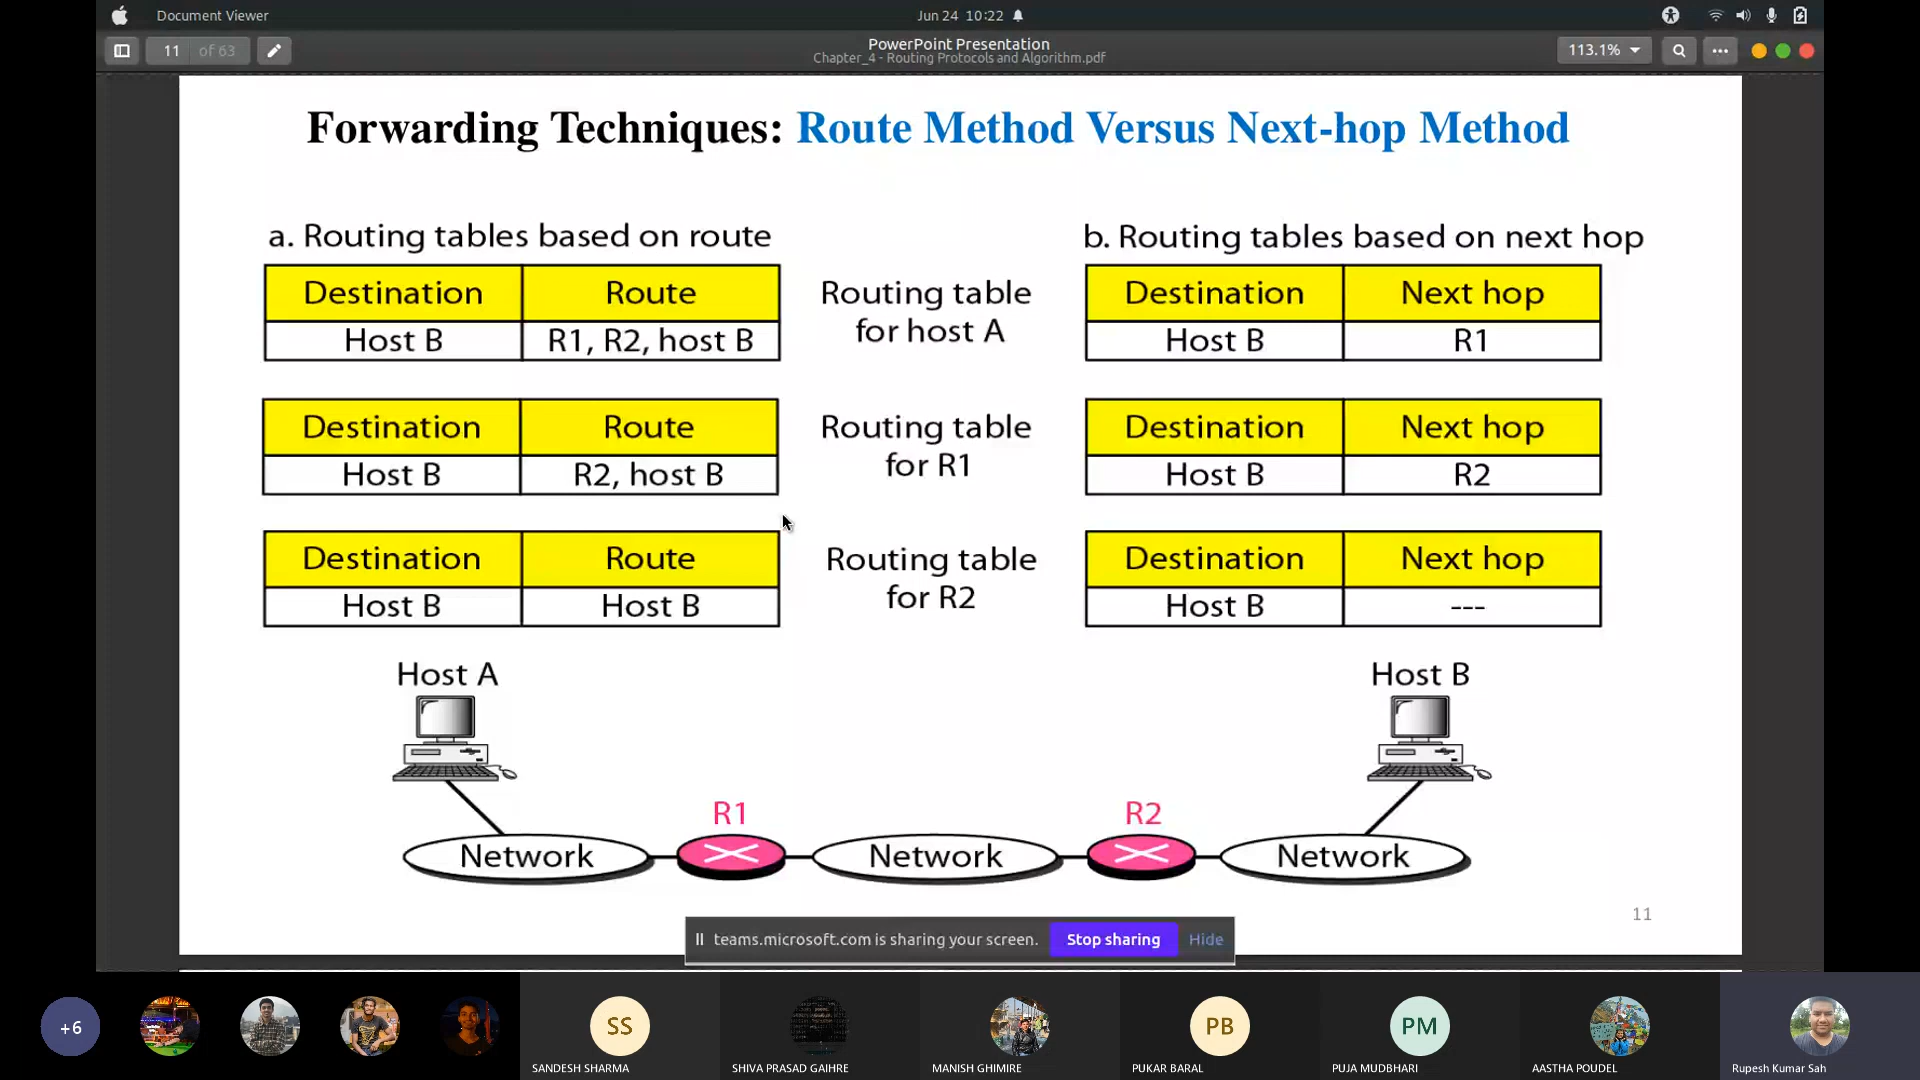 Document Viewer
Jun 24 10:22
11 of 63
PowerPoint Presentation
Chapter_4 - Routing Protocols and Algorithm.pdf
113.1%
Forwarding Techniques: Route Method Versus Next-hop Method
a. Routing tables based on route
b. Routing tables based on next hop
Destination Route
Host B R1, R2, host B
Routing table
for host A
Destination Next hop
Host B R1
Destination Route
Host B R2, host B
Routing table
for R1
Destination Next hop
Host B R2
Destination Route
Host B Host B
Routing table
for R2
Destination Next hop
Host B ---
Host A
Host B
R1
R2
Network
Network
Network
11
teams.microsoft.com is sharing your screen.
Stop sharing
Hide
+6
SS
PB
PM
SANDESH SHARMA
SHIVA PRASAD GAIHRE
MANISH GHIMIRE
PUKAR BARAL
PUJA MUDBHARI
AASTHA POUDEL
Rupesh Kumar Sah